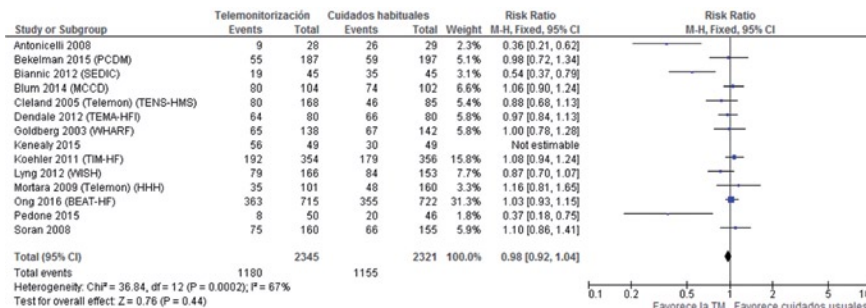 Telemonitorización Cuidados habituales Risk Ratio Risk Ratio
Study or Subgroup Events Total Events Total Weight M-H, Fixed, 95% CI M-H, Fixed, 95% CI
Antonicelli 2008 9 28 26 29 2.3% 0.36 [0.21, 0.62]
Bekelman 2015 (PCDM) 55 187 59 197 5.1% 0.98 [0.72, 1.34]
Biannic 2012 (SEDIC) 19 45 35 45 3.1% 0.54 [0.37, 0.79]
Blum 2014 (MCCD) 80 104 74 102 6.6% 1.06 [0.90, 1.24]
Cleland 2005 (Telemon) (TENS-HMS) 80 168 46 85 5.4% 0.88 [0.68, 1.13]
Dendale 2012 (TEMA-HFI) 64 80 66 80 5.8% 0.97 [0.84, 1.13]
Goldberg 2003 (WHARF) 65 138 67 142 5.8% 1.00 [0.78, 1.28]
Kenealy 2015 56 49 30 49 Not estimable
Koehler 2011 (TIM-HF) 192 354 179 356 15.8% 1.08 [0.94, 1.24]
Lyng 2012 (WISH) 79 166 84 153 7.7% 0.87 [0.70, 1.07]
Mortara 2009 (Telemon) (HHH) 35 101 48 160 3.3% 1.16 [0.81, 1.65]
Ong 2016 (BEAT-HF) 363 715 355 722 31.3% 1.03 [0.93, 1.15]
Pedone 2015 8 50 20 46 1.8% 0.37 [0.18, 0.75]
Soran 2008 75 160 66 155 5.9% 1.10 [0.86, 1.41]
Total (95% CI) 2345 2321 100.0% 0.98 [0.92, 1.04]
Total events 1180 1155
Heterogeneity: Chi² = 36.84, df = 12 (P = 0.0002); I² = 67%
Test for overall effect: Z = 0.76 (P = 0.44)
0.1 0.2 0.5 1 2 5 10
Favorece la TM Favorece cuidados usuales